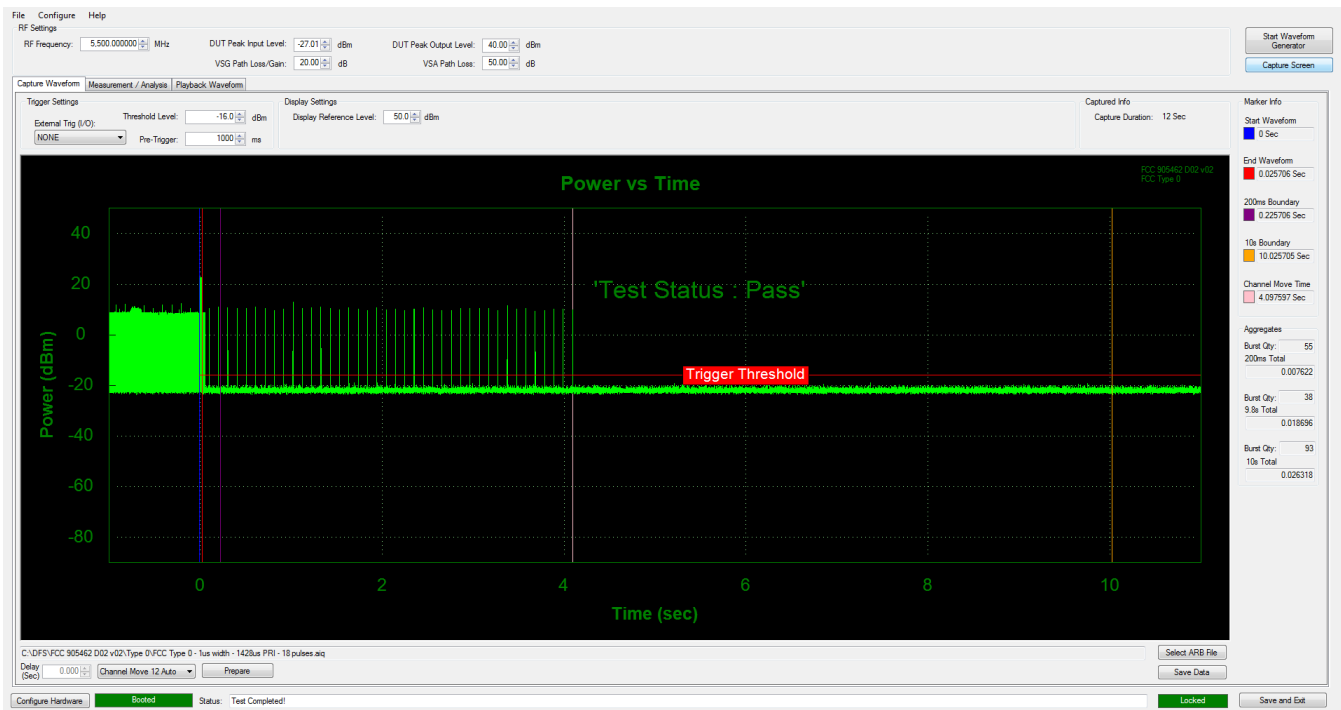 File Configure Help
RF Settings
RF Frequency: 5,500.000000 MHz DUT Peak Input Level: -27.01 dBm DUT Peak Output Level: 40.00 dBm
VSG Path Loss/Gain: 20.00 dB VSA Path Loss: 50.00 dB
Start Waveform
Generator
Capture Screen
Capture Waveform Measurement / Analysis Playback Waveform
Trigger Settings
External Trig (I/O):
NONE
Threshold Level: -16.0 dBm
Pre-Trigger: 1000 ms
Display Settings
Display Reference Level: 50.0 dBm
Captured Info
Capture Duration: 12 Sec
Marker Info
Start Waveform
0 Sec
End Waveform
0.025706 Sec
200ms Boundary
0.225706 Sec
10s Boundary
10.025705 Sec
Channel Move Time
4.097597 Sec
Aggregates
Burst Qty: 55
200ms Total
0.007622
Burst Qty: 38
9.8s Total
0.018696
Burst Qty: 93
10s Total
0.026318
Power vs Time
FCC 905462 D02 v02
FCC Type 0
'Test Status : Pass'
Trigger Threshold
Power (dBm)
40
20
0
-20
-40
-60
-80
0 2 4 6 8 10
Time (sec)
C:\DFS\FCC 905462 D02 v02\Type 0\FCC Type 0 - 1us width - 1428us PRI - 18 pulses.aiq
Select ARB File
Delay
(Sec) 0.000 Channel Move 12 Auto Prepare
Save Data
Configure Hardware Booted Status: Test Completed! Locked Save and Exit